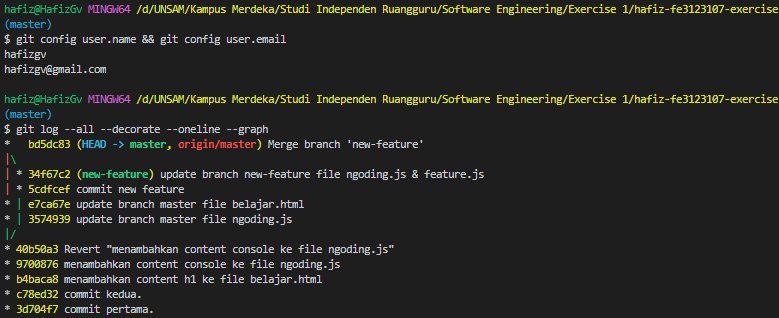 hafiz@HafizGv MINGW64 /d/UNSAM/Kampus Merdeka/Studi Independen Ruangguru/Software Engineering/Exercise 1/hafiz-fe3123107-exercise
(master)
$ git config user.name && git config user.email
hafizgv
hafizgv@gmail.com
hafiz@HafizGv MINGW64 /d/UNSAM/Kampus Merdeka/Studi Independen Ruangguru/Software Engineering/Exercise 1/hafiz-fe3123107-exercise
(master)
$ git log --all --decorate --oneline --graph
*   bd5dc83 (HEAD -> master, origin/master) Merge branch 'new-feature'
|\
| * 34f67c2 (new-feature) update branch new-feature file ngoding.js & feature.js
| * 5cdfcef commit new feature
* | e7ca67e update branch master file belajar.html
* | 3574939 update branch master file ngoding.js
|/
* 40b50a3 Revert "menambahkan content console ke file ngoding.js"
* 9700876 menambahkan content console ke file ngoding.js
* b4baca8 menambahkan content h1 ke file belajar.html
* c78ed32 commit kedua.
* 3d704f7 commit pertama.